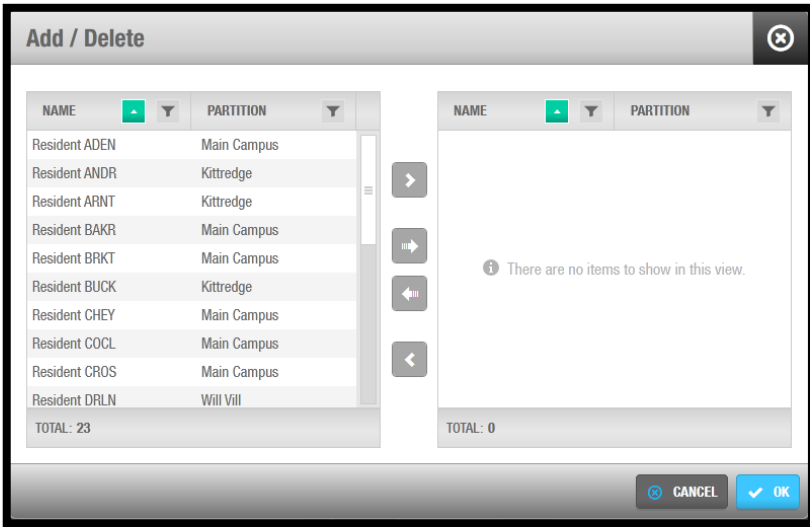 Add / Delete
NAME PARTITION
Resident ADEN Main Campus
Resident ANDR Kittredge
Resident ARNT Kittredge
Resident BAKR Main Campus
Resident BRKT Main Campus
Resident BUCK Kittredge
Resident CHEY Main Campus
Resident COCL Main Campus
Resident CROS Main Campus
Resident DRLN Will Vill
TOTAL: 23
NAME PARTITION
There are no items to show in this view.
TOTAL: 0
CANCEL OK